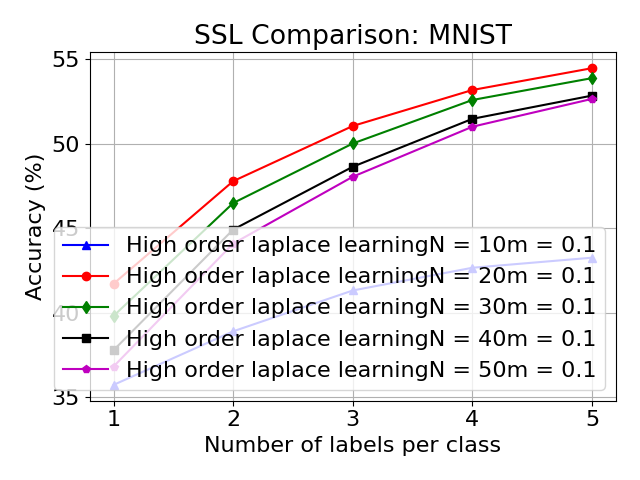 SSL Comparison: MNIST
55
50
45
40
35
Accuracy (%)
High order laplace learningN = 10m = 0.1
High order laplace learningN = 20m = 0.1
High order laplace learningN = 30m = 0.1
High order laplace learningN = 40m = 0.1
High order laplace learningN = 50m = 0.1
1 2 3 4 5
Number of labels per class